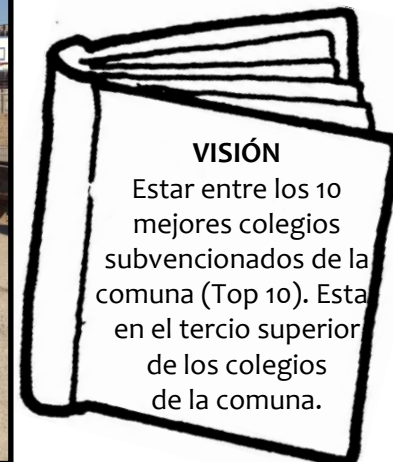 VISIÓN
Estar entre los 10
mejores colegios
subvencionados de la
comuna (Top 10). Esta
en el tercio superior
de los colegios
de la comuna.